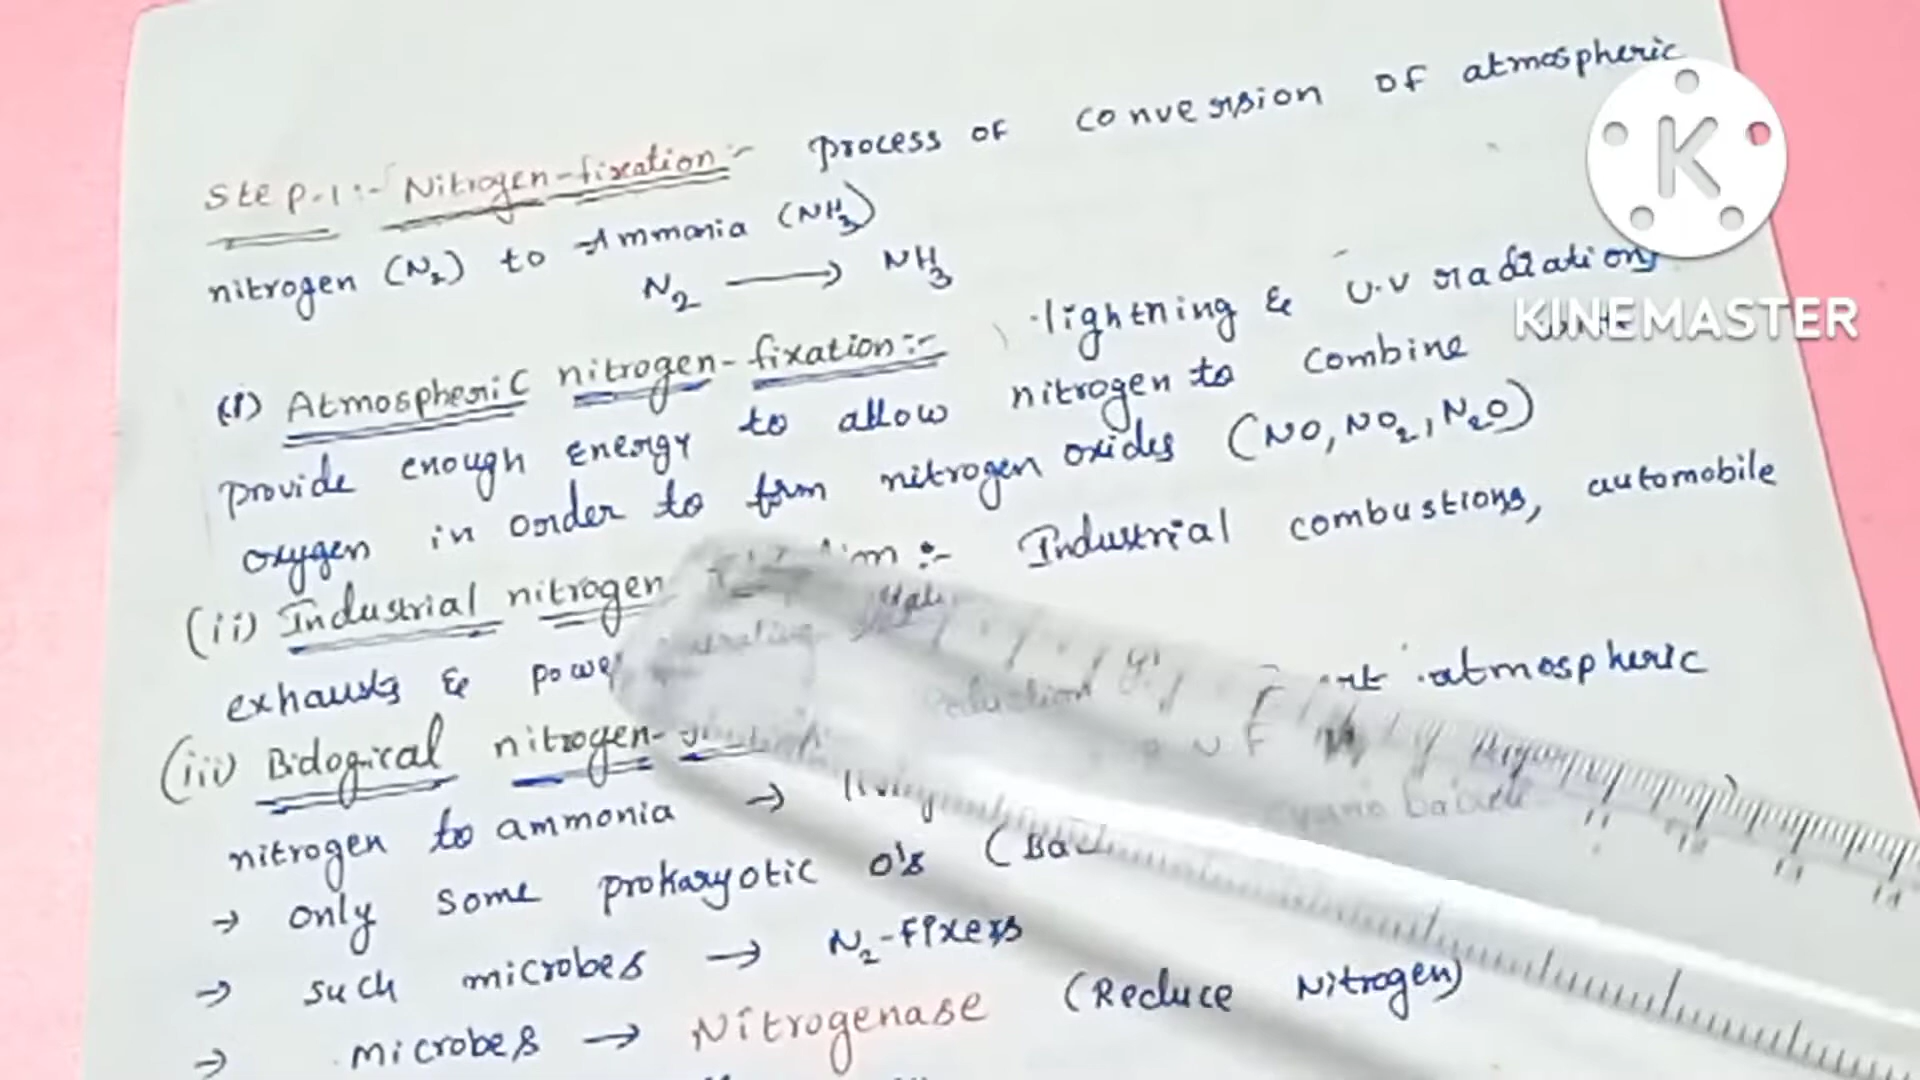 Step-1:- Nitrogen-fixation:- process of conversion of atmospheric
nitrogen (N2) to Ammonia (NH3)
N2 → NH3
(i) Atmospheric nitrogen-fixation:- lightning & U.V radiations
provide enough energy to allow nitrogen to combine
oxygen in order to form nitrogen oxides (NO, NO2, N2O)
(ii) Industrial nitrogen :- Industrial combustions, automobile
exhausts &
(iii) Biological nitrogen- atmospheric
nitrogen to ammonia →
→ only some prokaryotic o's
→ such microbes → N2-Fixers
→ microbes → Nitrogenase (Reduce Nitrogen)
K
KINEMASTER